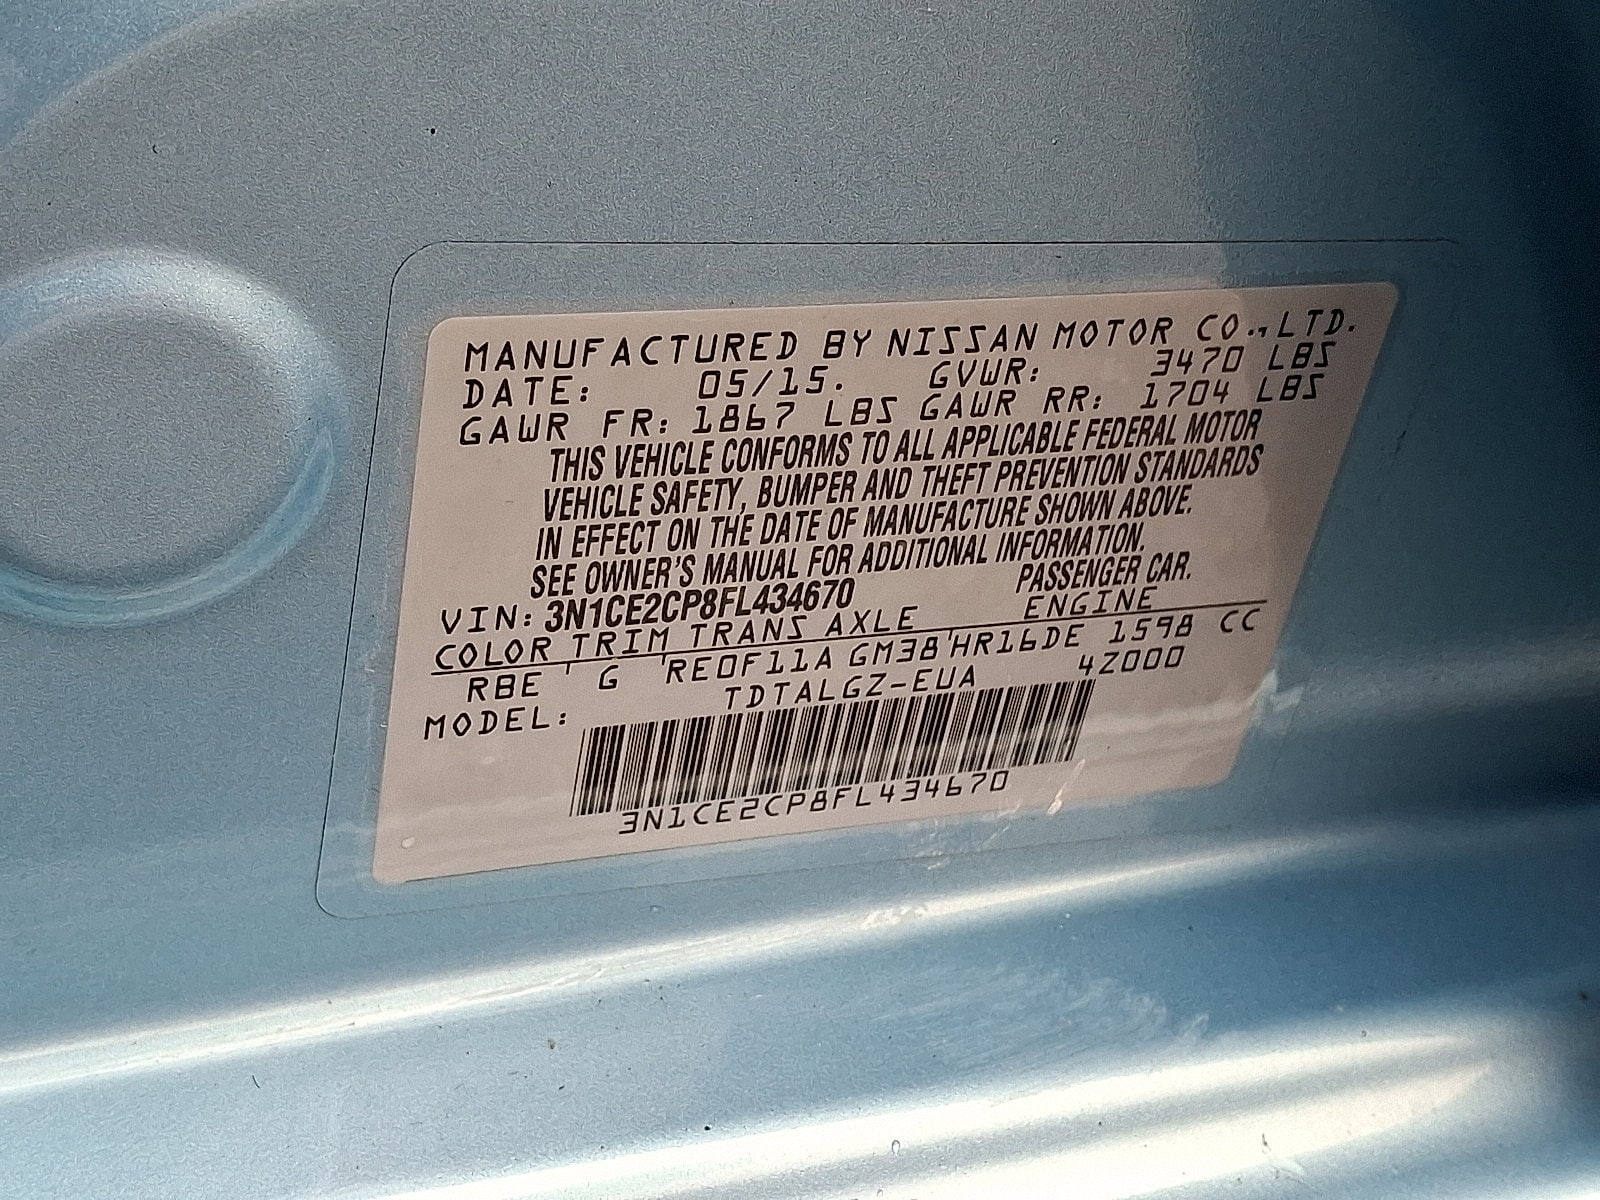 MANUFACTURED BY NISSAN MOTOR CO., LTD.
DATE: 05/15. GVWR: 3470 LBS
GAWR FR: 1867 LBS GAWR RR: 1704 LBS
THIS VEHICLE CONFORMS TO ALL APPLICABLE FEDERAL MOTOR
VEHICLE SAFETY, BUMPER AND THEFT PREVENTION STANDARDS
IN EFFECT ON THE DATE OF MANUFACTURE SHOWN ABOVE.
SEE OWNER'S MANUAL FOR ADDITIONAL INFORMATION.
VIN: 3N1CE2CP8FL434670 PASSENGER CAR.
COLOR TRIM TRANS AXLE ENGINE
RBE ' G 'RE0F11A GM38'HR16DE 1598 CC
MODEL: TDTALGZ-EUA 4Z000
3N1CE2CP8FL434670